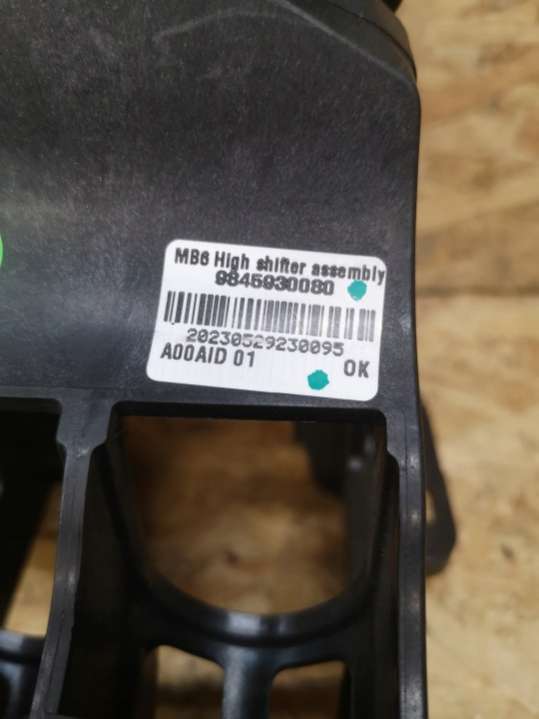 MB6 High shifter assembly
9845930080
20230529230095
A00AID 01 OK